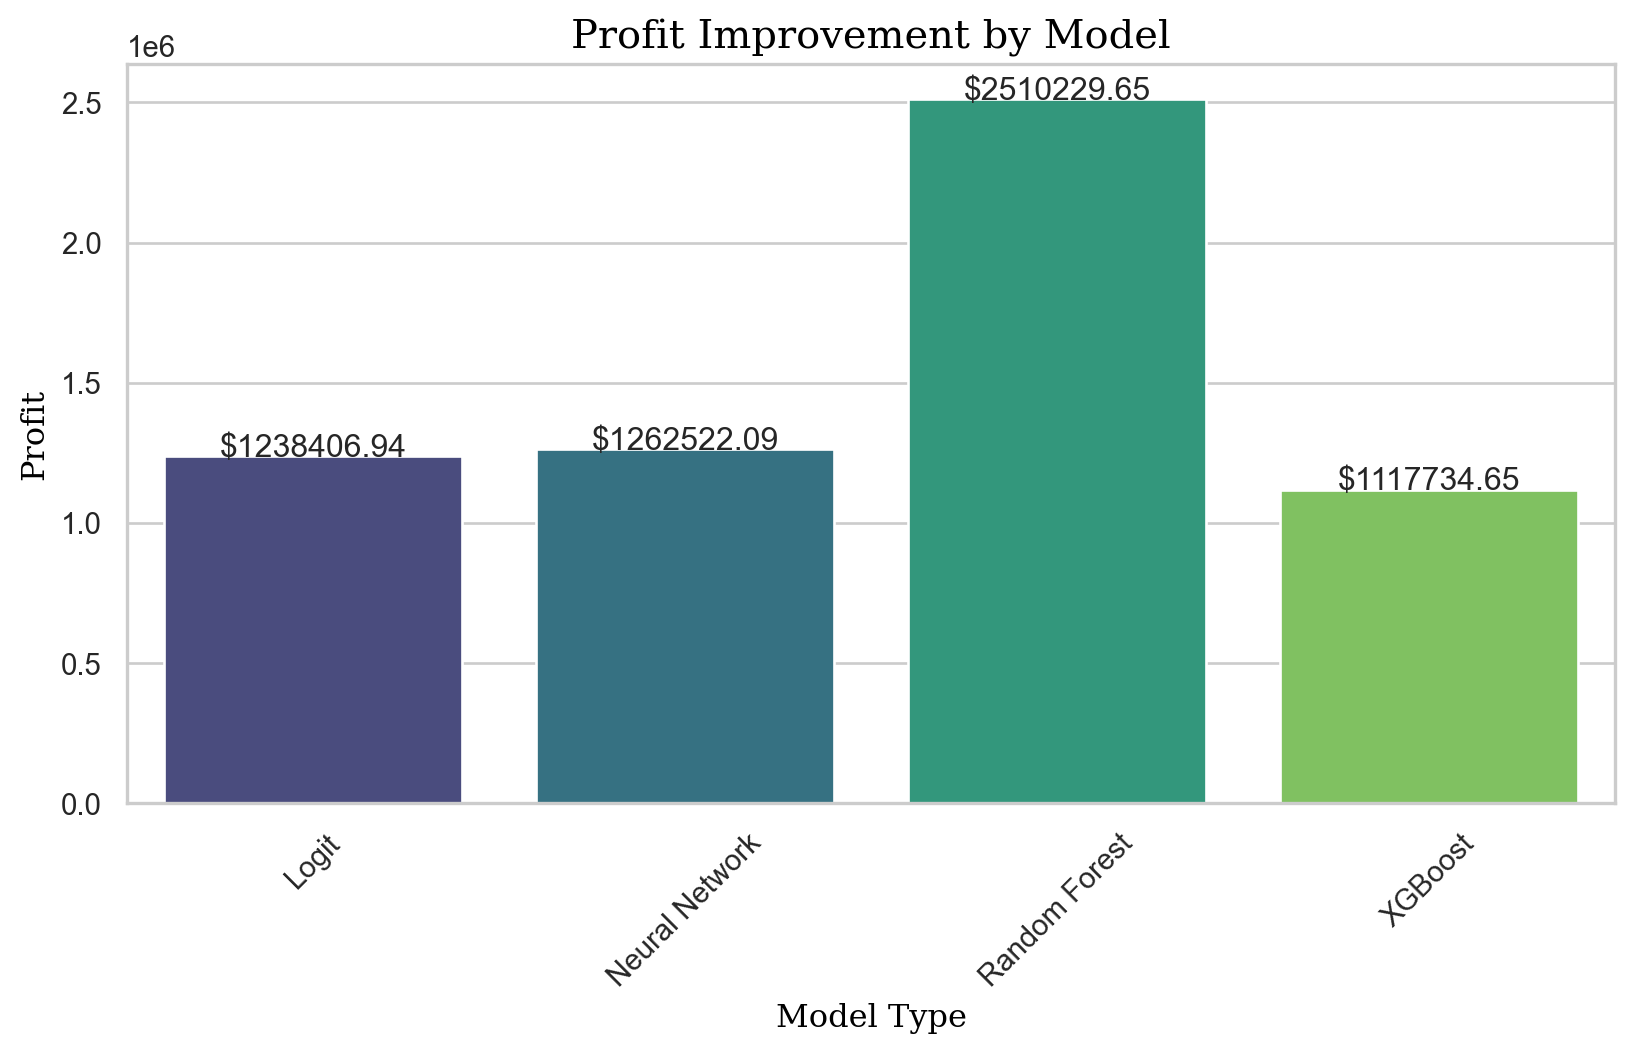 Profit Improvement by Model
1e6
2.5
2.0
1.5
1.0
0.5
0.0
Profit
$1238406.94
$1262522.09
$2510229.65
$1117734.65
Logit
Neural Network
Random Forest
XGBoost
Model Type